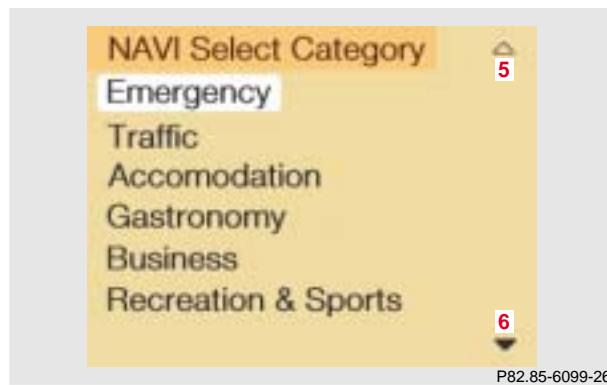 NAVI Select Category
5
Emergency
Traffic
Accomodation
Gastronomy
Business
Recreation & Sports
6
P82.85-6099-26